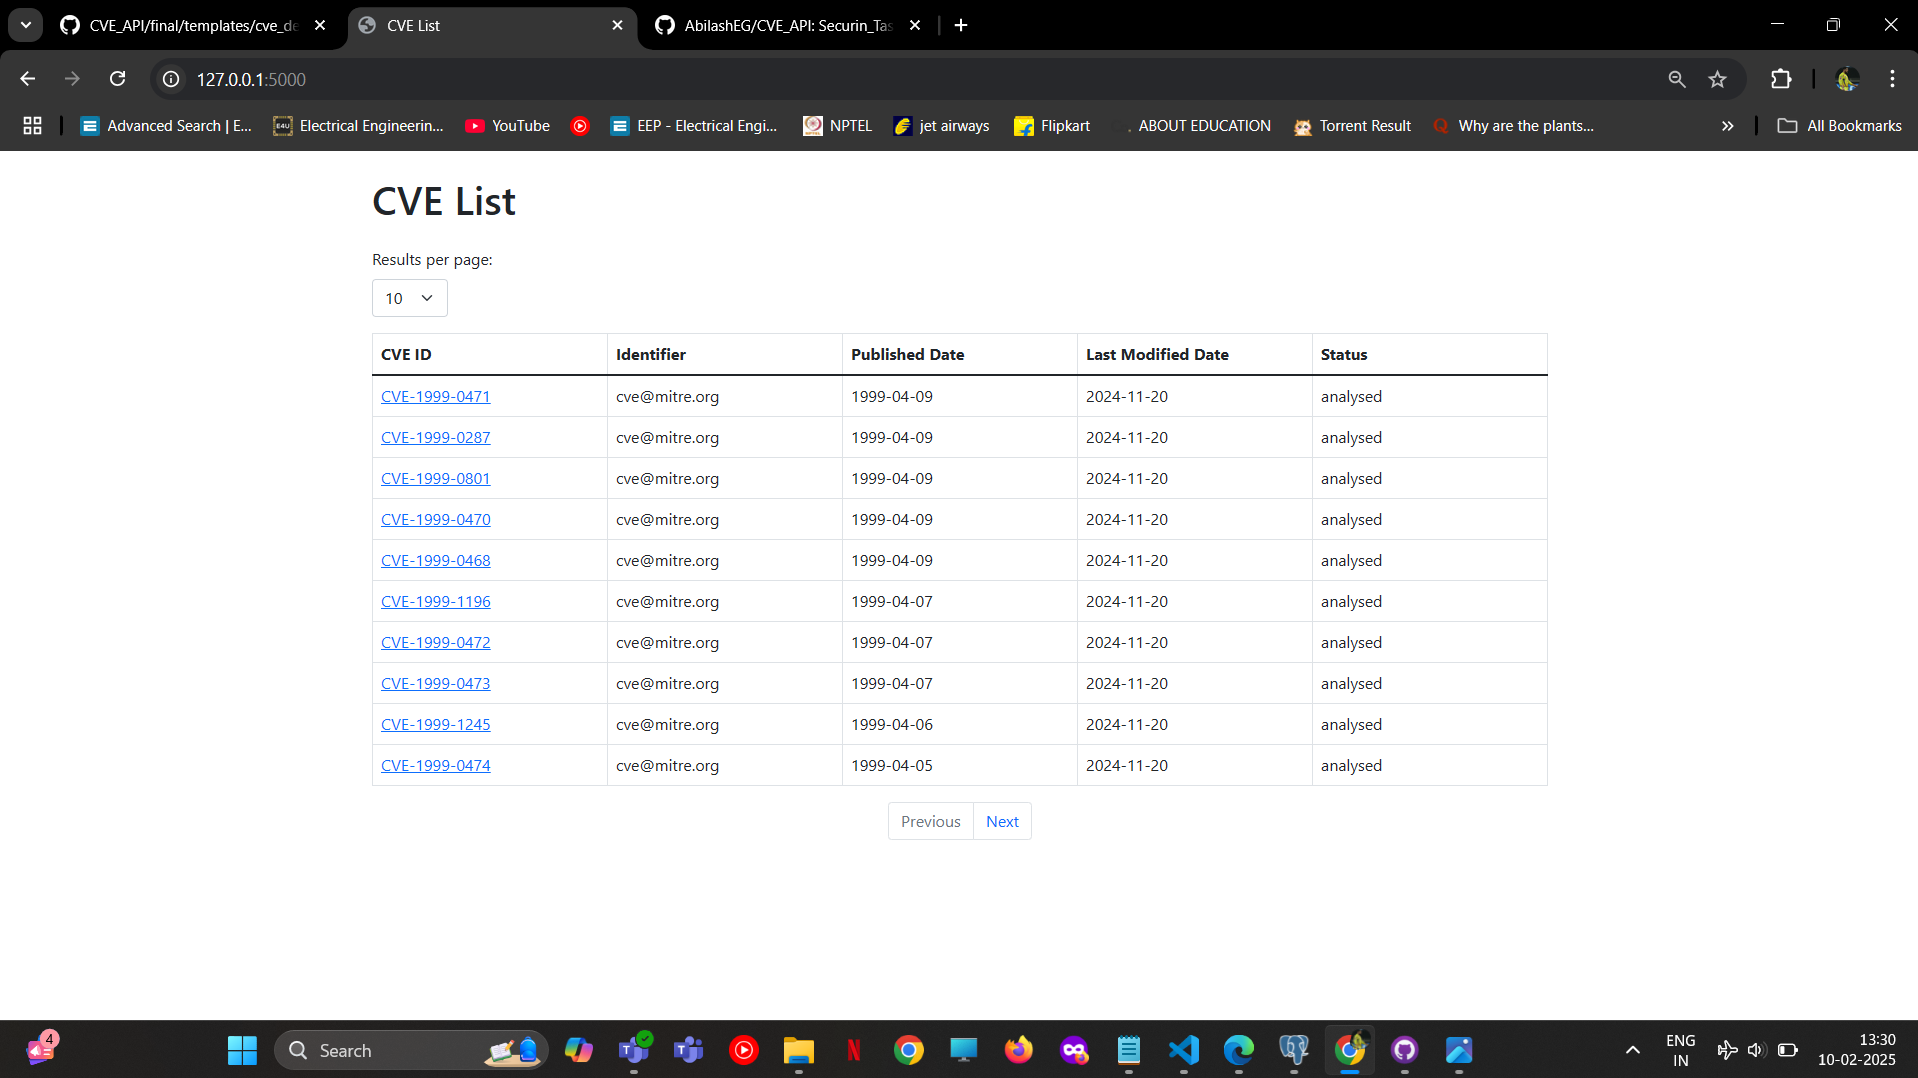 CVE_API/final/templates/cve_de
CVE List
AbilashEG/CVE_API: Securin_Tas
127.0.0.1:5000
Advanced Search | E...
E4U
Electrical Engineerin...
YouTube
EEP - Electrical Engi...
NPTEL
jet airways
Flipkart
ABOUT EDUCATION
Torrent Result
Q
Why are the plants...
All Bookmarks
CVE List
Results per page:
10
CVE ID Identifier Published Date Last Modified Date Status
CVE-1999-0471 cve@mitre.org 1999-04-09 2024-11-20 analysed
CVE-1999-0287 cve@mitre.org 1999-04-09 2024-11-20 analysed
CVE-1999-0801 cve@mitre.org 1999-04-09 2024-11-20 analysed
CVE-1999-0470 cve@mitre.org 1999-04-09 2024-11-20 analysed
CVE-1999-0468 cve@mitre.org 1999-04-09 2024-11-20 analysed
CVE-1999-1196 cve@mitre.org 1999-04-07 2024-11-20 analysed
CVE-1999-0472 cve@mitre.org 1999-04-07 2024-11-20 analysed
CVE-1999-0473 cve@mitre.org 1999-04-07 2024-11-20 analysed
CVE-1999-1245 cve@mitre.org 1999-04-06 2024-11-20 analysed
CVE-1999-0474 cve@mitre.org 1999-04-05 2024-11-20 analysed
Previous Next
4
Search
ENG
IN
13:30
10-02-2025